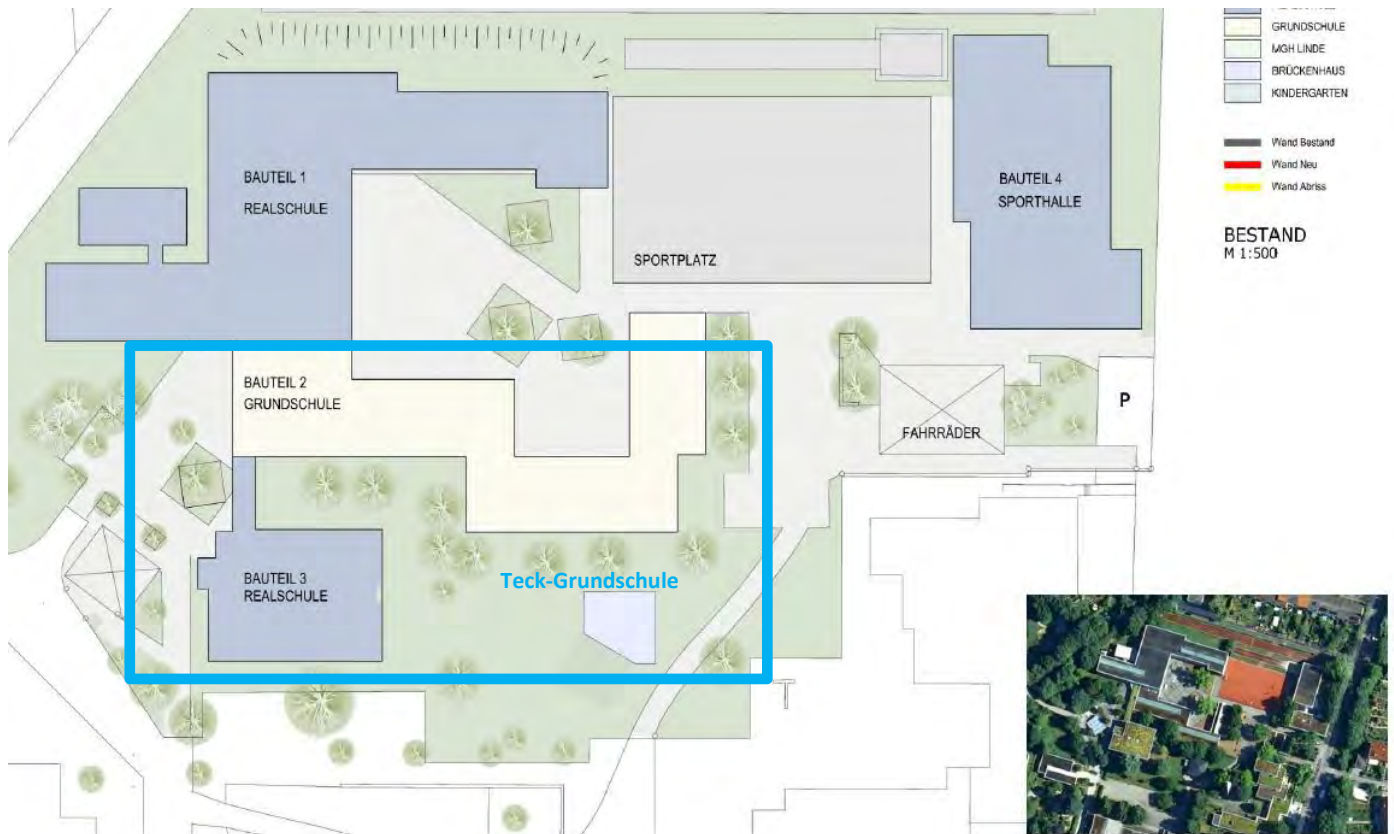 GRUNDSCHULE
MGH LINDE
BRÜCKENHAUS
KINDERGARTEN
Wand Bestand
Wand Neu
Wand Abriss
BESTAND
M 1:500
BAUTEIL 1
REALSCHULE
BAUTEIL 4
SPORTHALLE
SPORTPLATZ
BAUTEIL 2
GRUNDSCHULE
P
FAHRRÄDER
Teck-Grundschule
BAUTEIL 3
REALSCHULE